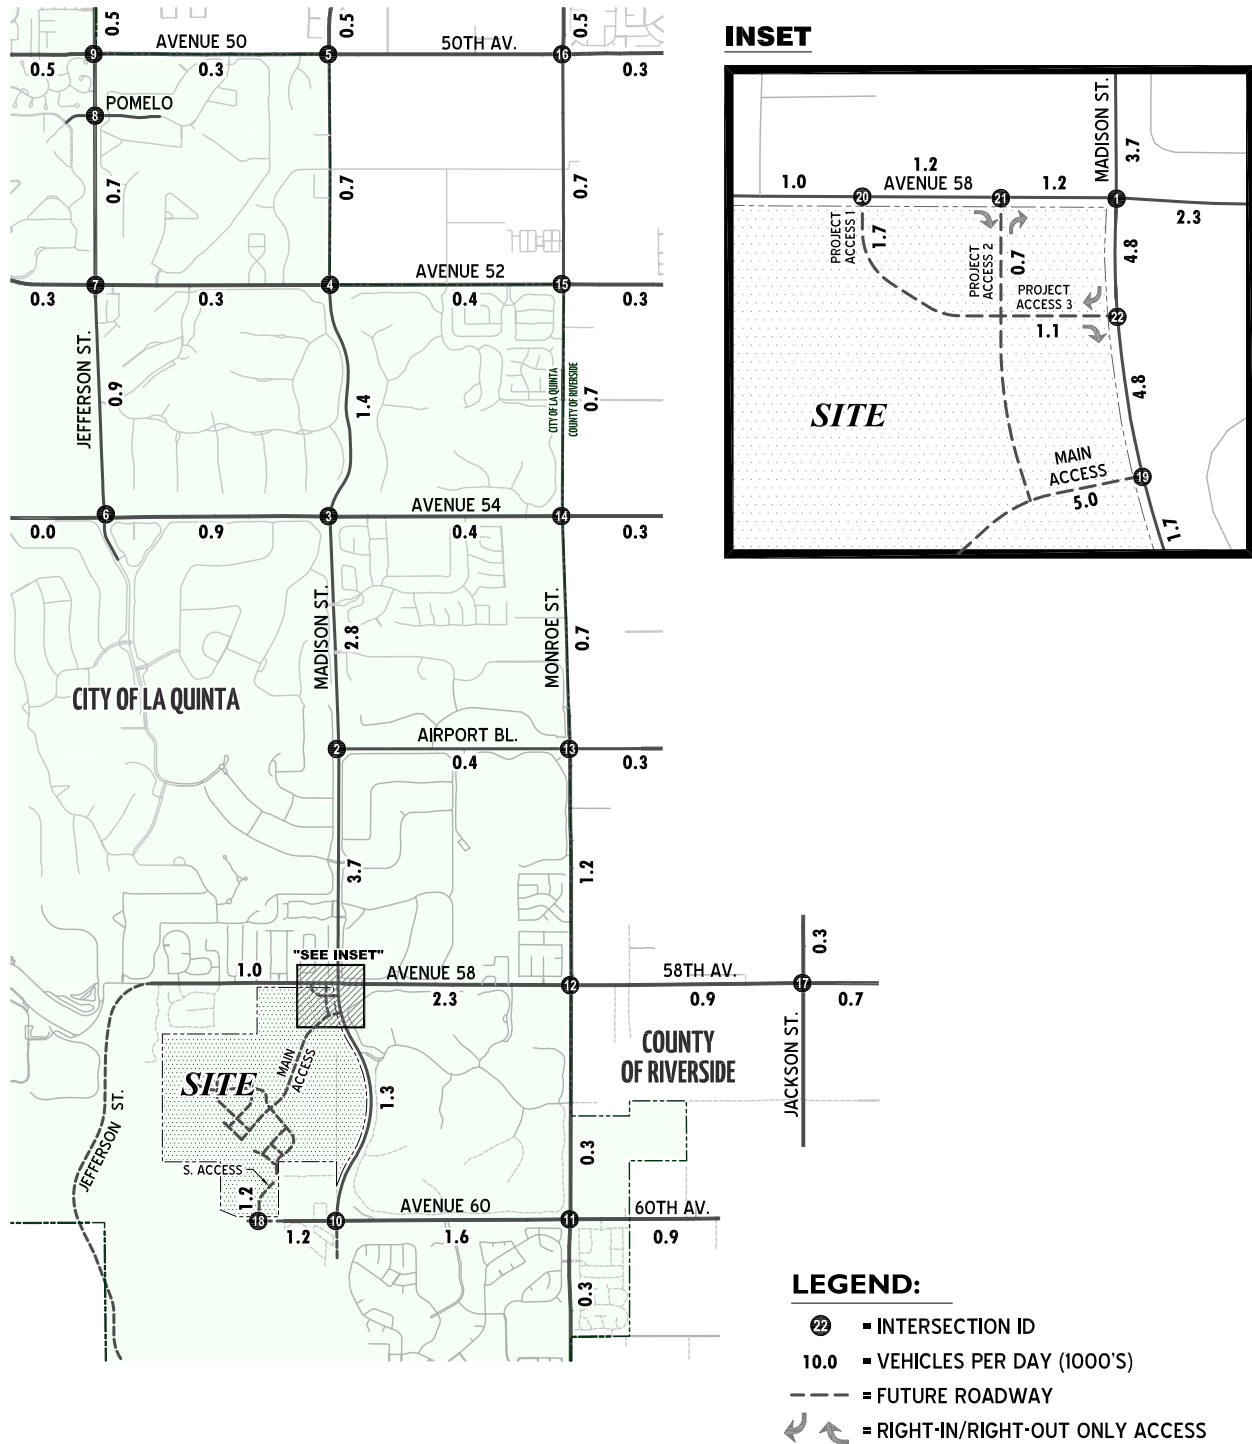 0.5
0.5
0.5
9
AVENUE 50
5
50TH AV.
16
0.5
0.3
0.3
8
POMELO
0.7
0.7
0.7
7
4
AVENUE 52
15
0.3
0.3
0.4
0.3
JEFFERSON ST.
0.9
1.4
CITY OF LA QUINTA
COUNTY OF RIVERSIDE
0.7
6
3
AVENUE 54
14
0.0
0.9
0.4
0.3
MADISON ST.
2.8
MONROE ST.
0.7
CITY OF LA QUINTA
2
AIRPORT BL.
13
0.4
0.3
3.7
1.2
"SEE INSET"
1.0
AVENUE 58
2.3
12
58TH AV.
0.9
17
0.3
0.7
JACKSON ST.
COUNTY
OF RIVERSIDE
SITE
MAIN
ACCESS
1.3
JEFFERSON ST.
S. ACCESS
1.2
0.3
18
10
AVENUE 60
11
60TH AV.
1.2
1.6
0.9
0.3
INSET
MADISON ST.
3.7
1.0
20
1.2
AVENUE 58
21
1.2
1
2.3
PROJECT
ACCESS 1
1.7
PROJECT
ACCESS 2
0.7
4.8
PROJECT
ACCESS 3
1.1
22
4.8
SITE
MAIN
ACCESS
5.0
19
1.7
LEGEND:
22 = INTERSECTION ID
10.0 = VEHICLES PER DAY (1000'S)
= FUTURE ROADWAY
= RIGHT-IN/RIGHT-OUT ONLY ACCESS